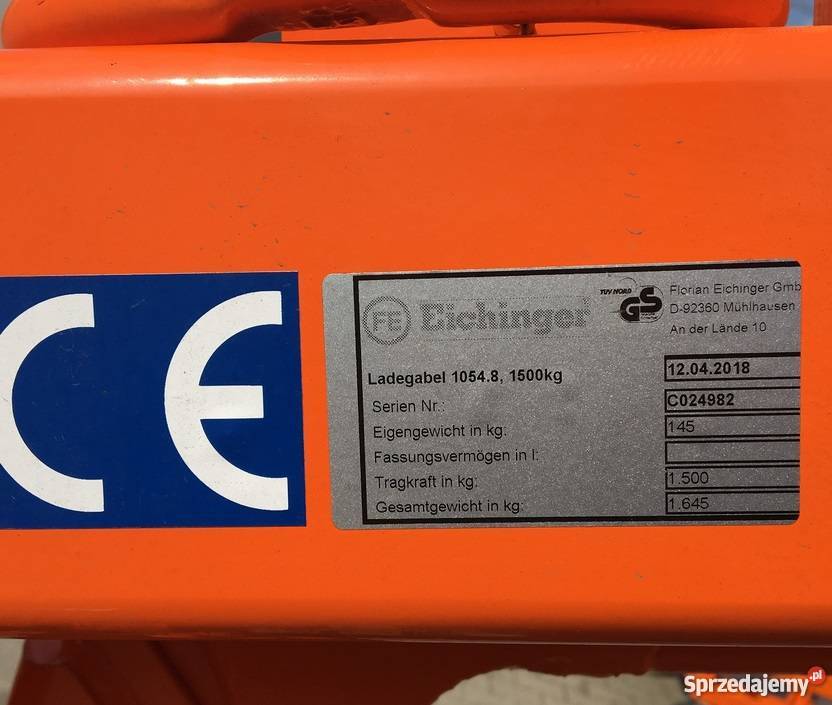 CE
FE Eichinger
TÜV NORD
GS
Florian Eichinger Gmb
D-92360 Mühlhausen
An der Lände 10
Ladegabel 1054.8, 1500kg 12.04.2018
Serien Nr.: C024982
Eigengewicht in kg: 145
Fassungsvermögen in l:
Tragkraft in kg: 1.500
Gesamtgewicht in kg: 1.645
Sprzedajemy.pl